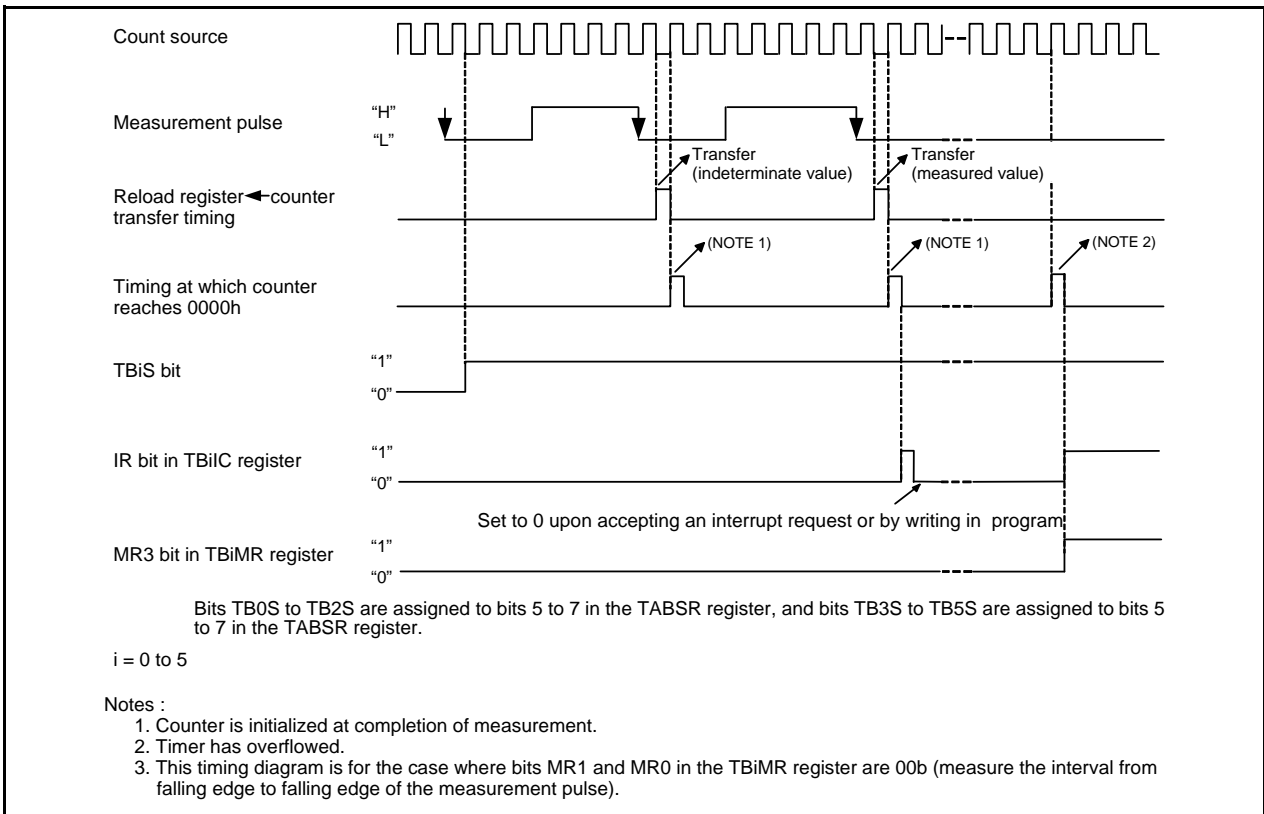 Count source
Measurement pulse
“H”
“L”
Transfer
(indeterminate value)
Transfer
(measured value)
Reload register counter
transfer timing
(NOTE 1)
(NOTE 1)
(NOTE 2)
Timing at which counter
reaches 0000h
TBiS bit
“1”
“0”
IR bit in TBiIC register
“1”
“0”
Set to 0 upon accepting an interrupt request or by writing in program
MR3 bit in TBiMR register
“1”
“0”
Bits TB0S to TB2S are assigned to bits 5 to 7 in the TABSR register, and bits TB3S to TB5S are assigned to bits 5
to 7 in the TABSR register.
i = 0 to 5
Notes :
1. Counter is initialized at completion of measurement.
2. Timer has overflowed.
3. This timing diagram is for the case where bits MR1 and MR0 in the TBiMR register are 00b (measure the interval from
falling edge to falling edge of the measurement pulse).